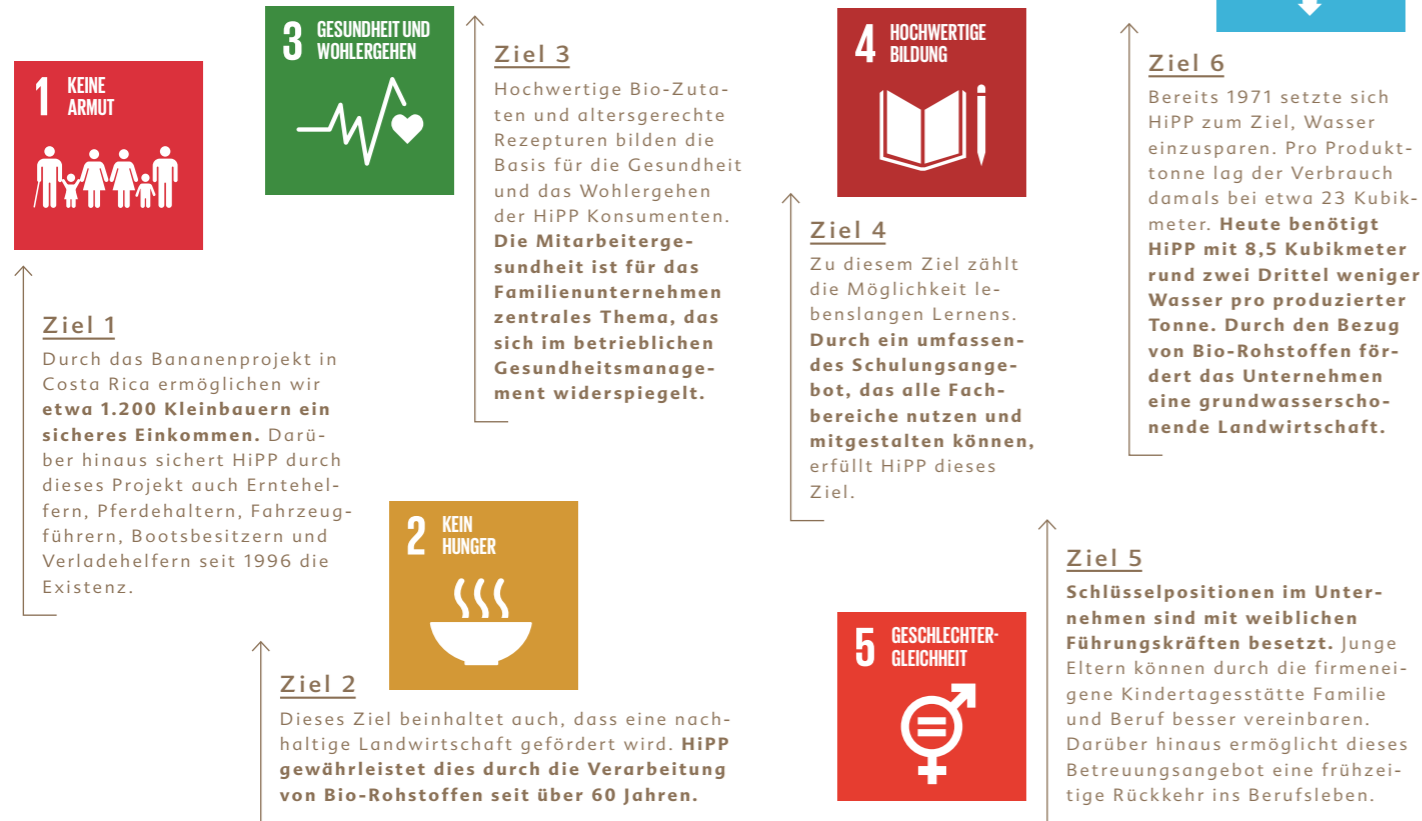 1 KEINE
ARMUT
Ziel 1
Durch das Bananenprojekt in
Costa Rica ermöglichen wir
etwa 1.200 Kleinbauern ein
sicheres Einkommen. Darü-
ber hinaus sichert HiPP durch
dieses Projekt auch Erntehel-
fern, Pferdehaltern, Fahrzeug-
führern, Bootsbesitzern und
Verladehelfern seit 1996 die
Existenz.
2 KEIN
HUNGER
Ziel 2
Dieses Ziel beinhaltet auch, dass eine nach-
haltige Landwirtschaft gefördert wird. HiPP
gewährleistet dies durch die Verarbeitung
von Bio-Rohstoffen seit über 60 Jahren.
3 GESUNDHEIT UND
WOHLERGEHEN
Ziel 3
Hochwertige Bio-Zuta-
ten und altersgerechte
Rezepturen bilden die
Basis für die Gesundheit
und das Wohlergehen
der HiPP Konsumenten.
Die Mitarbeiterge-
sundheit ist für das
Familienunternehmen
zentrales Thema, das
sich im betrieblichen
Gesundheitsmanage-
ment widerspiegelt.
4 HOCHWERTIGE
BILDUNG
Ziel 4
Zu diesem Ziel zählt
die Möglichkeit le-
benslangen Lernens.
Durch ein umfassen-
des Schulungsange-
bot, das alle Fach-
bereiche nutzen und
mitgestalten können,
erfüllt HiPP dieses
Ziel.
5 GESCHLECHTER-
GLEICHHEIT
Ziel 5
Schlüsselpositionen im Unter-
nehmen sind mit weiblichen
Führungskräften besetzt. Junge
Eltern können durch die firmenei-
gene Kindertagesstätte Familie
und Beruf besser vereinbaren.
Darüber hinaus ermöglicht dieses
Betreuungsangebot eine frühzei-
tige Rückkehr ins Berufsleben.
Ziel 6
Bereits 1971 setzte sich
HiPP zum Ziel, Wasser
einzusparen. Pro Produkt-
tonne lag der Verbrauch
damals bei etwa 23 Kubik-
meter. Heute benötigt
HiPP mit 8,5 Kubikmeter
rund zwei Drittel weniger
Wasser pro produzierter
Tonne. Durch den Bezug
von Bio-Rohstoffen för-
dert das Unternehmen
eine grundwasserscho-
nende Landwirtschaft.